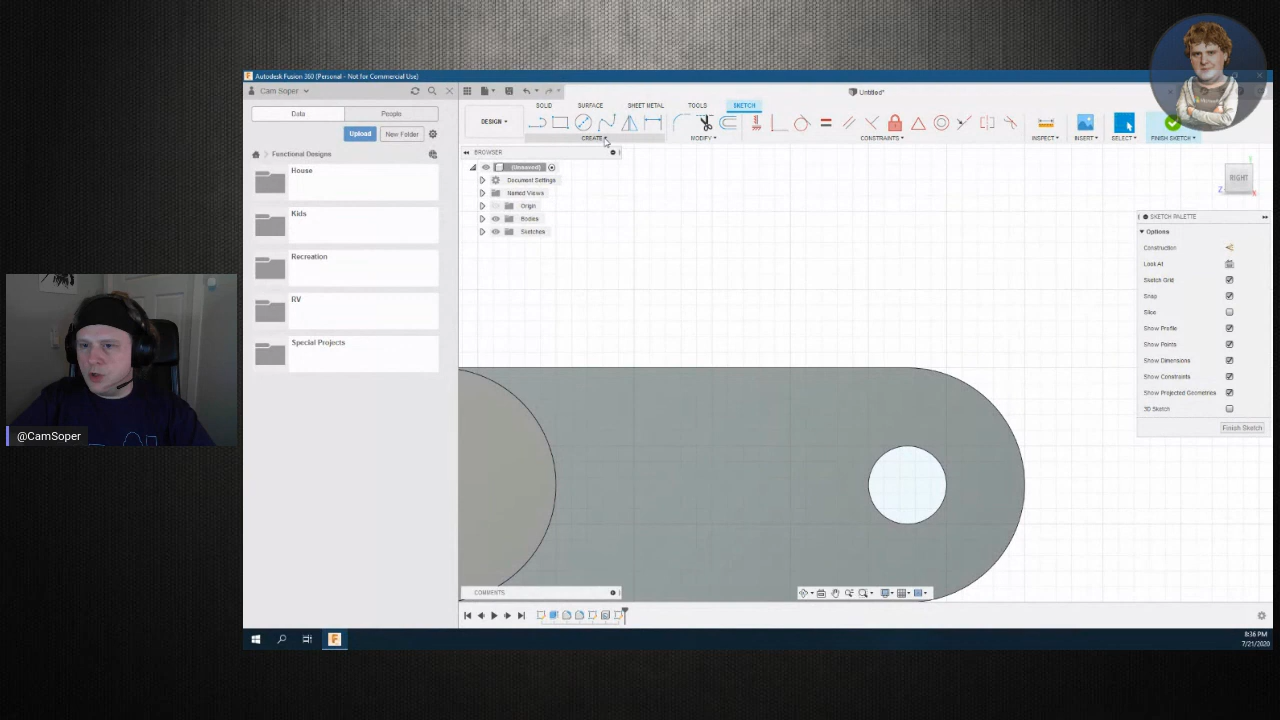 Autodesk Fusion 360 (Personal - Not for Commercial Use)
Cam Soper
Untitled*
Data
People
Upload
New Folder
Functional Designs
House
Kids
Recreation
RV
Special Projects
SOLID
SURFACE
SHEET METAL
TOOLS
SKETCH
DESIGN
CREATE
MODIFY
CONSTRAINTS
INSPECT
INSERT
SELECT
FINISH SKETCH
BROWSER
(Unsaved)
Document Settings
Named Views
Origin
Bodies
Sketches
RIGHT
Z
X
SKETCH PALETTE
Options
Construction
Look At
Sketch Grid
Snap
Slice
Show Profile
Show Points
Show Dimensions
Show Constraints
Show Projected Geometries
3D Sketch
Finish Sketch
@CamSoper
COMMENTS
8:36 PM
7/21/2020